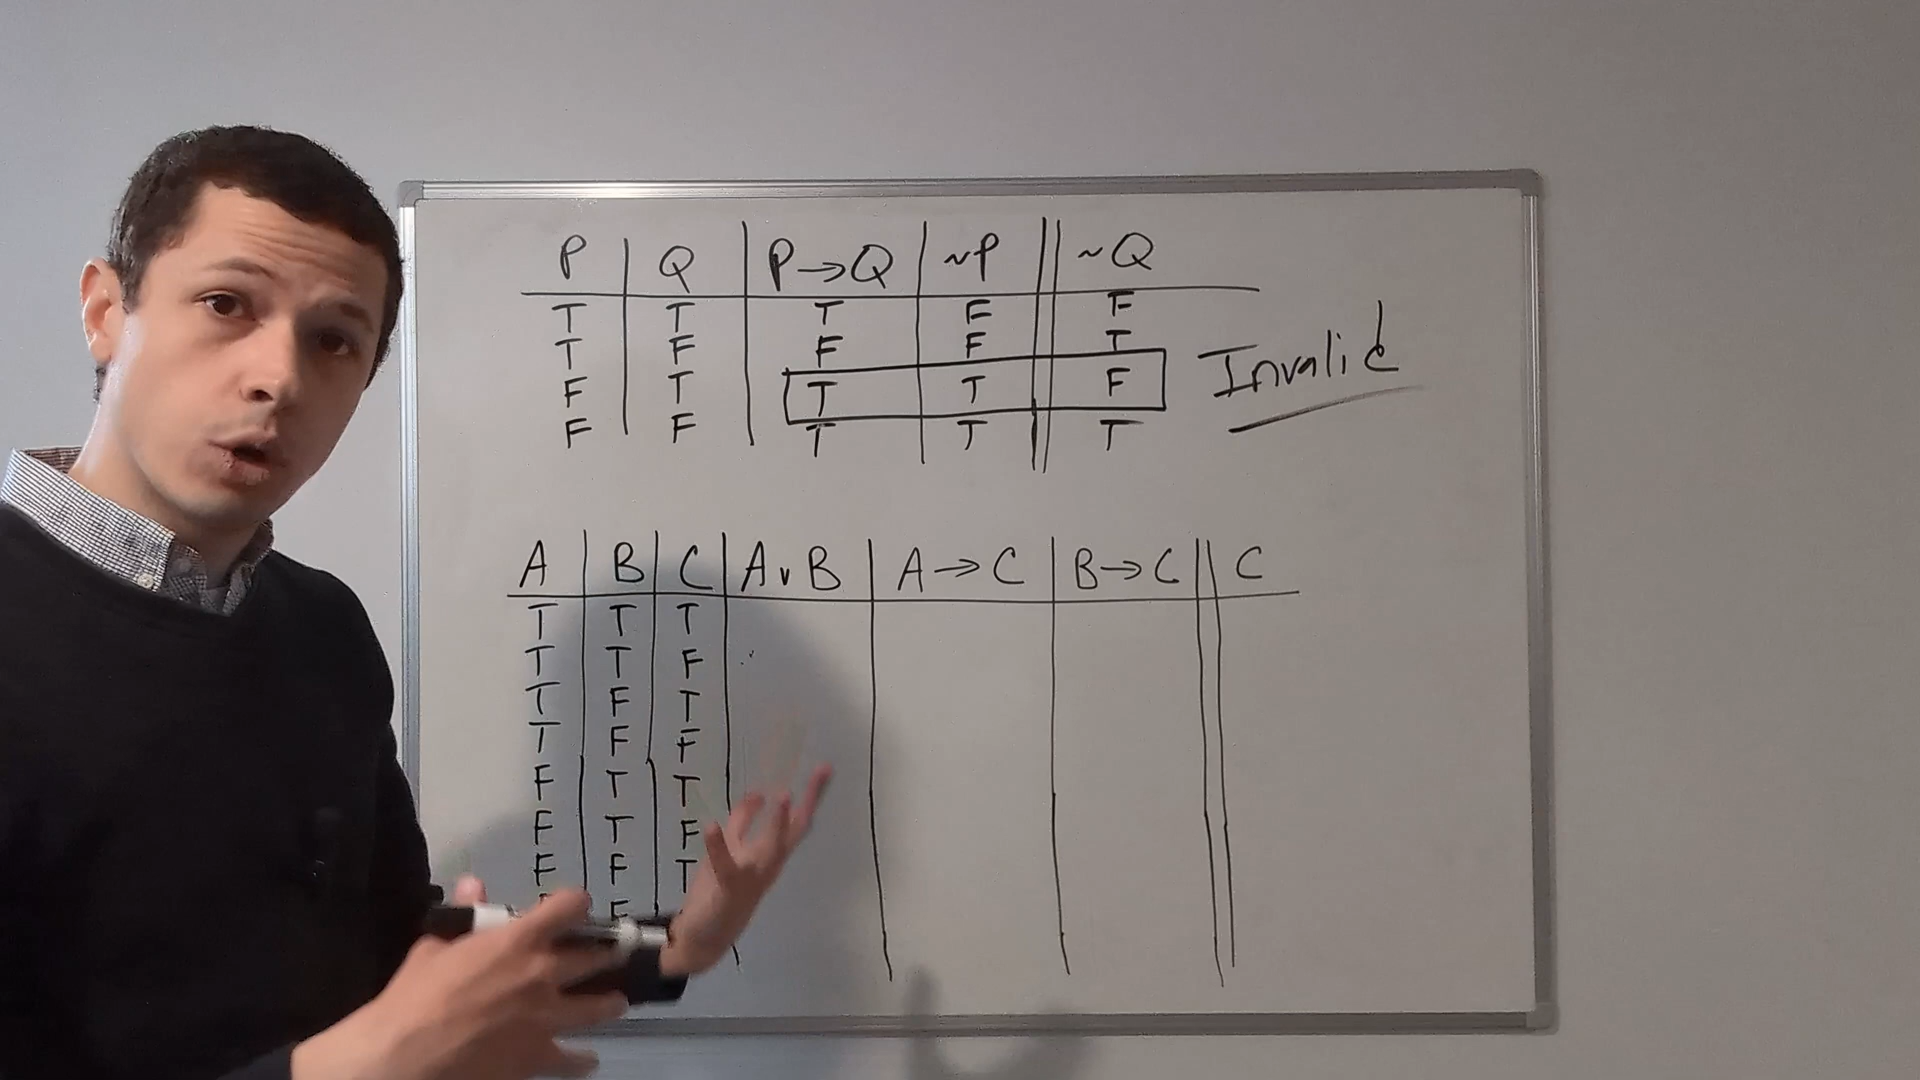 P Q P→Q ~P ~Q
T T T F F
T F F F T
F T T T F
F F T T T
Invalid
A B C A∨B A→C B→C C
T T T
T T F
T F T
T F F
F T T
F T F
F F T
F